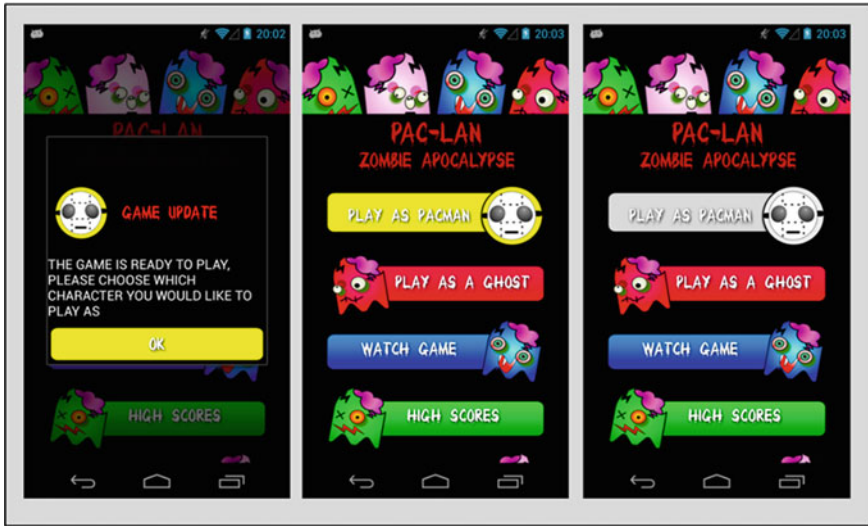 20:02
PAC-LAN
GAME UPDATE
THE GAME IS READY TO PLAY,
PLEASE CHOOSE WHICH
CHARACTER YOU WOULD LIKE TO
PLAY AS
OK
HIGH SCORES
20:03
PAC-LAN
ZOMBIE APOCALYPSE
PLAY AS PACMAN
PLAY AS A GHOST
WATCH GAME
HIGH SCORES
20:03
PAC-LAN
ZOMBIE APOCALYPSE
PLAY AS PACMAN
PLAY AS A GHOST
WATCH GAME
HIGH SCORES